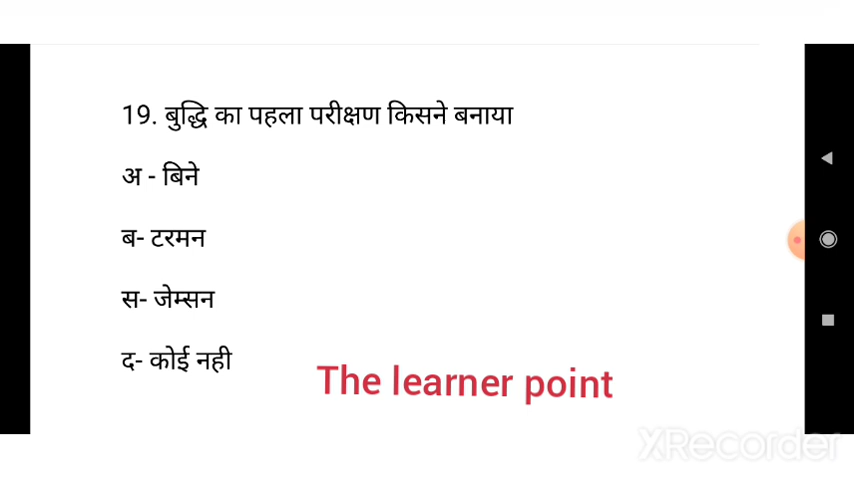 19. बुद्धि का पहला परीक्षण किसने बनाया
अ - बिने
ब- टरमन
स- जेम्सन
द- कोई नही
The learner point
XRecorder